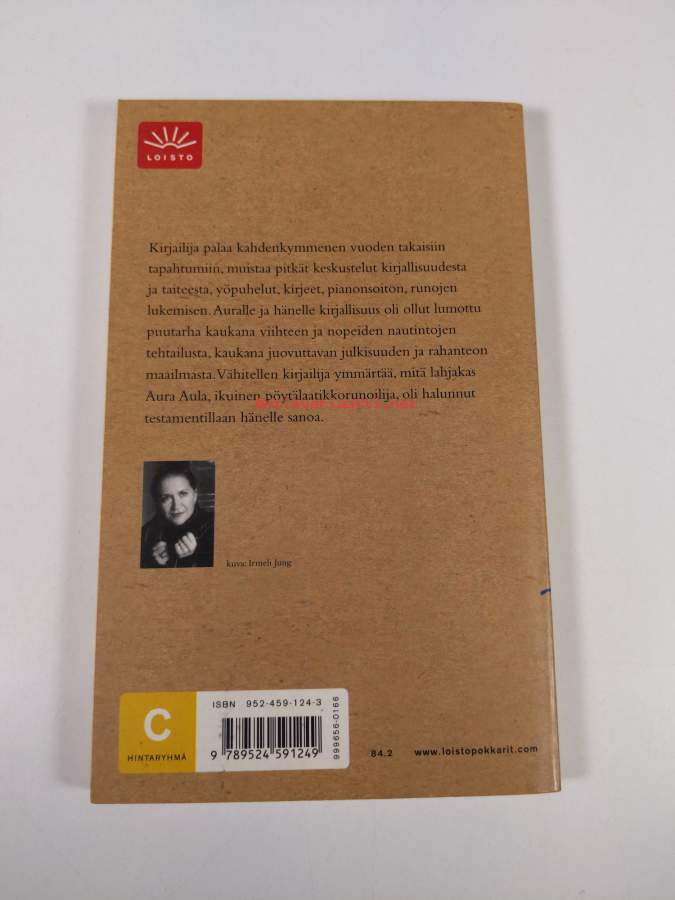 LOISTO
Kirjailija palaa kahdenkymmenen vuoden takaisiin
tapahtumiin, muistaa pitkät keskustelut kirjallisuudesta
ja taiteesta, yöpuhelut, kirjeet, pianonsoiton, runojen
lukemisen. Auralle ja hänelle kirjallisuus oli ollut lumottu
puutarha kaukana viihteen ja nopeiden nautintojen
tehtailusta, kaukana juovuttavan julkisuuden ja rahanteon
maailmasta. Vähitellen kirjailija ymmärtää, mitä lahjakas
Aura Aula, ikuinen pöytälaatikkorunoilija, oli halunnut
testamentillaan hänelle sanoa.
kuva: Irmeli Jung
C
HINTARYHMÄ
ISBN 952-459-124-3
9 789524 591249
999656-0166
84.2
www.loistopokkarit.com